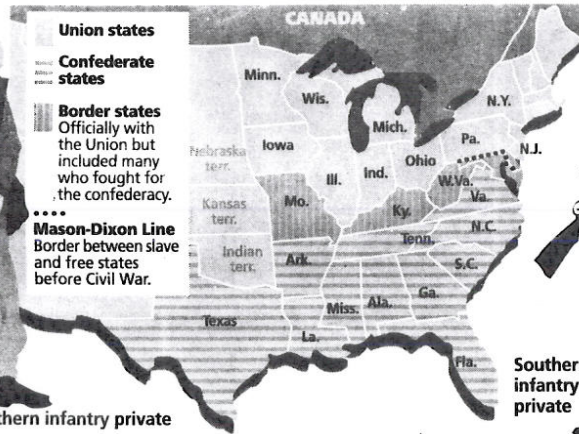 CANADA
Union states
Confederate
states
Border states
Officially with
the Union but
included many
who fought for
the confederacy.
Mason-Dixon Line
Border between slave
and free states
before Civil War.
Minn.
Wis.
Mich.
N.Y.
Iowa
Nebraska
terr.
Ill.
Ind.
Ohio
Pa.
N.J.
Kansas
terr.
Mo.
Ky.
W.Va.
Va.
Indian
terr.
Ark.
Tenn.
N.C.
S.C.
Texas
La.
Miss.
Ala.
Ga.
Fla.
Souther
infantry
private
thern infantry private